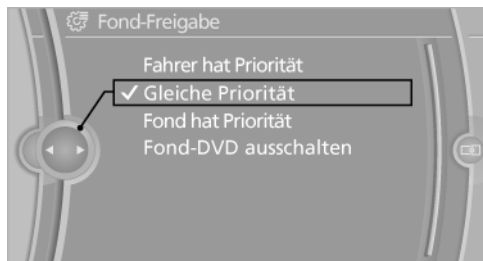 Fond-Freigabe
Fahrer hat Priorität
Gleiche Priorität
Fond hat Priorität
Fond-DVD ausschalten